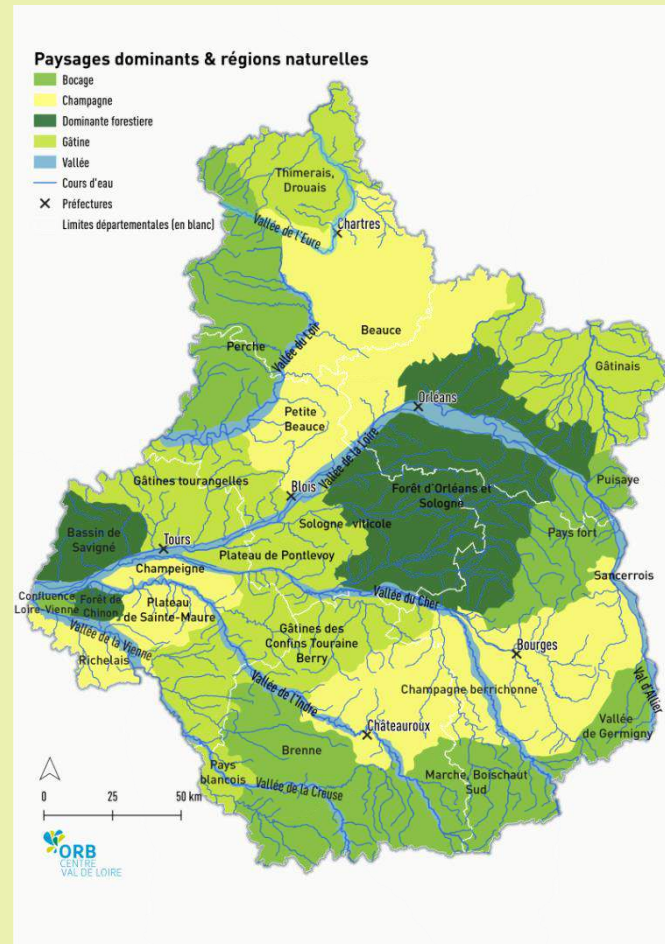 Paysages dominants & régions naturelles
Bocage
Champagne
Dominante forestiere
Gâtine
Vallée
Cours d'eau
Préfectures
Limites départementales (en blanc)
Thimerais,
Drouais
Vallée de l'Eure
Chartres
Beauce
Perche
Vallée du Loir
Gâtinais
Orléans
Petite
Beauce
Vallée de la Loire
Gâtines tourangelles
Blois
Forêt d'Orléans et
Sologne
Puisaye
Bassin de
Savigné
Tours
Sologne viticole
Pays fort
Plateau de Pontlevoy
Champeigne
Sancerrois
Confluence
Loire-Vienne
Forêt de
Chinon
Plateau
de Sainte-Maure
Vallée du Cher
Vallée de la Vienne
Richelais
Gâtines des
Confins Touraine
Berry
Bourges
Vallée de l'Indre
Champagne berrichonne
Val d'Allier
Châteauroux
Vallée
de Germigny
Brenne
Pays
blancois
Vallée de la Creuse
Marche, Boischaut
Sud
0 25 50 km
ORB
CENTRE
VAL DE LOIRE